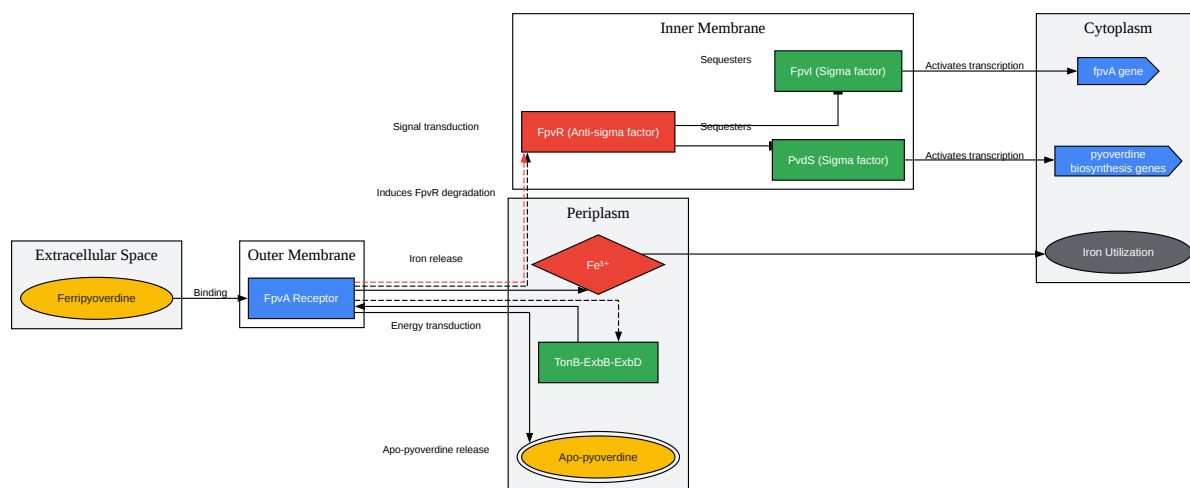 Inner Membrane
Cytoplasm
Sequesters
FpvI (Sigma factor)
Activates transcription
fpvA gene
Signal transduction
FpvR (Anti-sigma factor)
Sequesters
PvdS (Sigma factor)
Activates transcription
pyoverdine
biosynthesis genes
Induces FpvR degradation
Periplasm
Extracellular Space
Outer Membrane
Iron release
Fe³⁺
Iron Utilization
Ferripyoverdine
Binding
FpvA Receptor
Energy transduction
TonB-ExbB-ExbD
Apo-pyoverdine release
Apo-pyoverdine